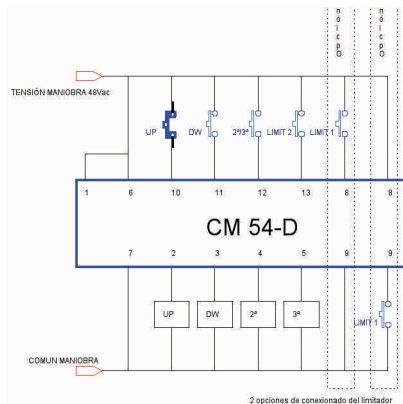 Opción
Opción
TENSIÓN MANIOBRA 48Vac
UP DW 2ª/3ª LIMIT 2 LIMIT 1
1 6 10 11 12 13 8 8
CM 54-D
7 2 3 4 5 9 9
UP DW 2ª 3ª LIMIT 1
COMUN MANIOBRA
2 opciones de conexionado del limitador